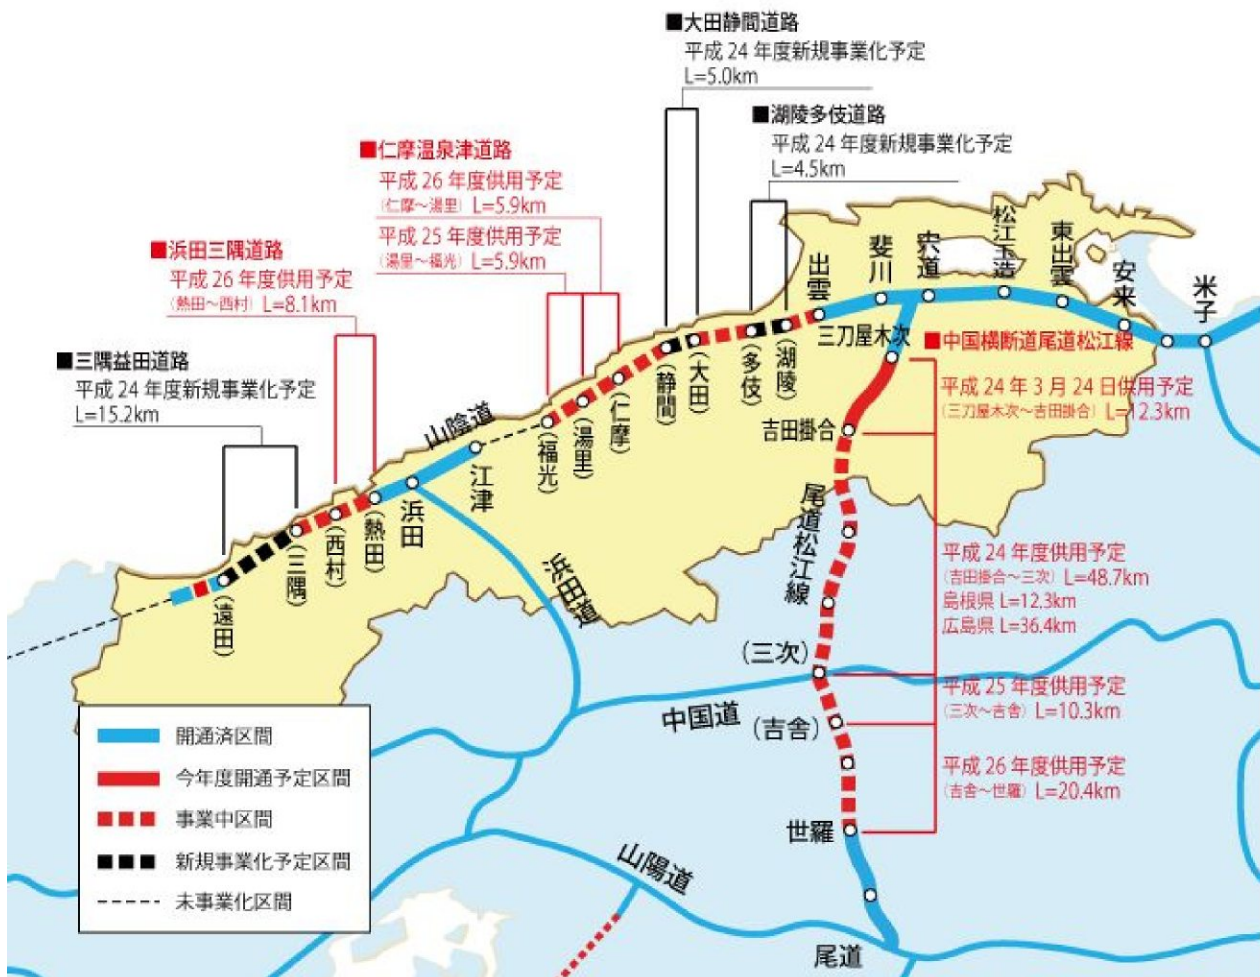 ■大田静間道路
平成24年度新規事業化予定
L=5.0km
■湖陵多伎道路
平成24年度新規事業化予定
L=4.5km
■仁摩温泉津道路
平成26年度供用予定
(仁摩～湯里) L=5.9km
平成25年度供用予定
(湯里～福光) L=5.9km
■浜田三隅道路
平成26年度供用予定
(熱田～西村) L=8.1km
■三隅益田道路
平成24年度新規事業化予定
L=15.2km
(遠田)
(三隅)
(西村)
(熱田)
浜田
江津
山陰道
(福光)
(湯里)
(仁摩)
(静間)
(大田)
(多伎)
(湖陵)
出雲
斐川
宍道
松江玉造
東出雲
安来
米子
三刀屋木次
■中国横断道尾道松江線
平成24年3月24日供用予定
(三刀屋木次～吉田掛合) L=12.3km
吉田掛合
尾道松江線
浜田道
平成24年度供用予定
(吉田掛合～三次) L=48.7km
島根県 L=12.3km
広島県 L=36.4km
(三次)
中国道
(吉舎)
平成25年度供用予定
(三次～吉舎) L=10.3km
平成26年度供用予定
(吉舎～世羅) L=20.4km
世羅
山陽道
尾道
開通済区間
今年度開通予定区間
事業中区間
新規事業化予定区間
未事業化区間